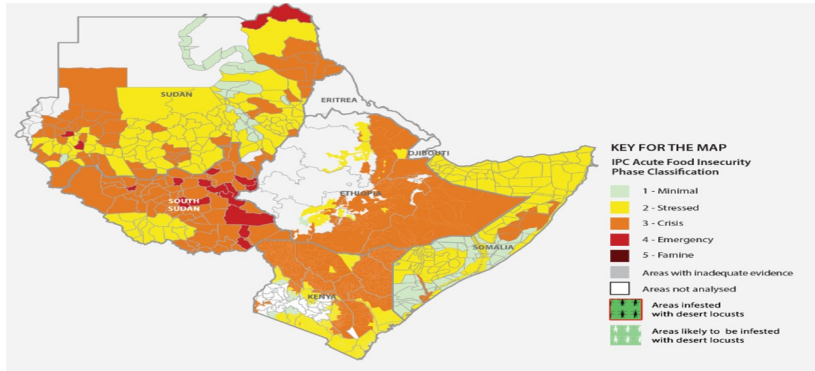 SUDAN
ERITREA
DJIBOUTI
ETHIOPIA
SOUTH
SUDAN
SOMALIA
KENYA
KEY FOR THE MAP
IPC Acute Food Insecurity
Phase Classification
1 - Minimal
2 - Stressed
3 - Crisis
4 - Emergency
5 - Famine
Areas with inadequate evidence
Areas not analysed
Areas infested
with desert locusts
Areas likely to be infested
with desert locusts